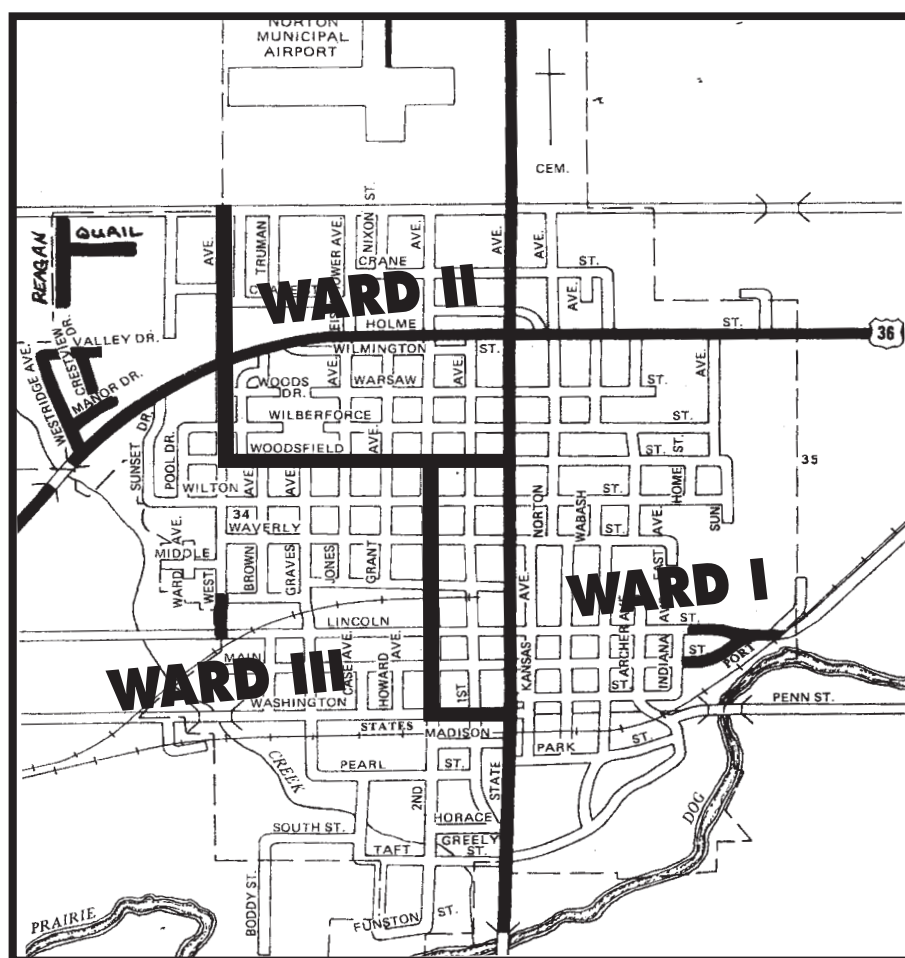 NORTON
MUNICIPAL
AIRPORT
CEM.
REAGAN
QUAIL
AVE.
TRUMAN
NIXON ST.
AVE.
AVE.
AVE.
CRANE
ST.
AVE.
WARD II
HOLME
ST.
36
WESTRIDGE AVE.
CRESTVIEW DR.
VALLEY DR.
MANOR DR.
WILMINGTON
ST.
AVE.
WOODS
DR.
AVE.
WARSAW
AVE.
ST.
WILBERFORCE
ST.
SUNSET DR.
POOL DR.
WOODSFIELD
AVE.
ST.
35
WILTON
AVE.
AVE.
ST.
HOME ST.
SUN
34
WAVERLY
NORTON
WABASH
ST.
MIDDLE
WARD AVE.
WEST
BROWN
GRAVES
JONES
GRANT
EAST AVE.
WARD I
LINCOLN
AVE.
KANSAS
ARCHER AVE.
INDIANA AVE.
ST.
ST
PORT
MAIN
CASE AVE.
HOWARD AVE.
WARD III
WASHINGTON
1ST
ST.
PENN ST.
STATES
MADISON
PARK
ST.
CREEK
PEARL
ST.
STATE
2ND
DOG
HORACE
GREELY
ST.
SOUTH ST.
TAFT
BODDY ST.
FUNSTON ST.
PRAIRIE